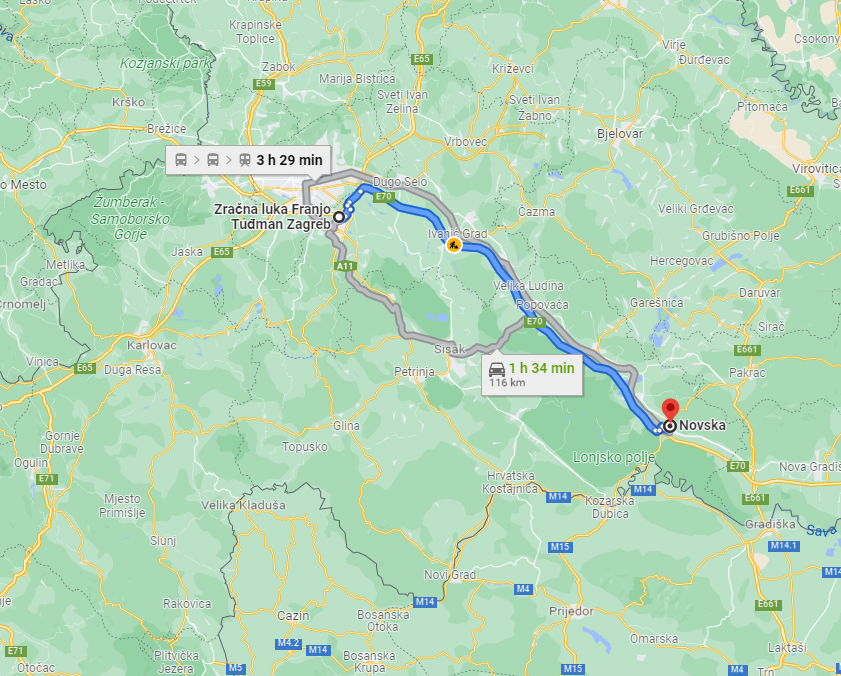 Krapinske
Toplice
Virje
Csokony
Kozjanski park
E65
Đurđevac
Zabok
Križevci
E59
Marija Bistrica
Krško
Sveti Ivan
Zelina
Sveti Ivan
Žabno
Pitomača
Brežice
Bjelovar
Vrbovec
3 h 29 min
Virovitica
o Mesto
Dugo Selo
E661
E70
Žumberak -
Samoborsko
Gorje
Zračna luka Franjo
Tuđman Zagreb
Čazma
Veliki Grđevac
Ivanić Grad
Grubišno Polje
Jaska
E65
Metlika
A11
Hercegovac
Gradac
Velika Ludina
Daruvar
Črnomelj
Popovača
Garešnica
E70
Sirač
Karlovac
Sisak
E661
Vinica
E65
Duga Resa
Petrinja
1 h 34 min
116 km
Pakrac
Glina
Novska
Gornje
Dubrave
Topusko
Ogulin
Lonjsko polje
E70
Nova Gradiš
E71
Hrvatska
Kostajnica
M14
M14
E661
Mjesto
Primišlje
Velika Kladuša
Kozarska
Dubica
Gradiška
Sava
Slunj
M15
M14.1
Novi Grad
M4
M14
Rakovica
M14
E661
Cazin
Bosanska
Otoka
Prijedor
Omarska
M4.2
M14
E71
Laktaši
Plitvička
Jezera
Bosanska
Krupa
Otočac
M5
M15
M4
Trn